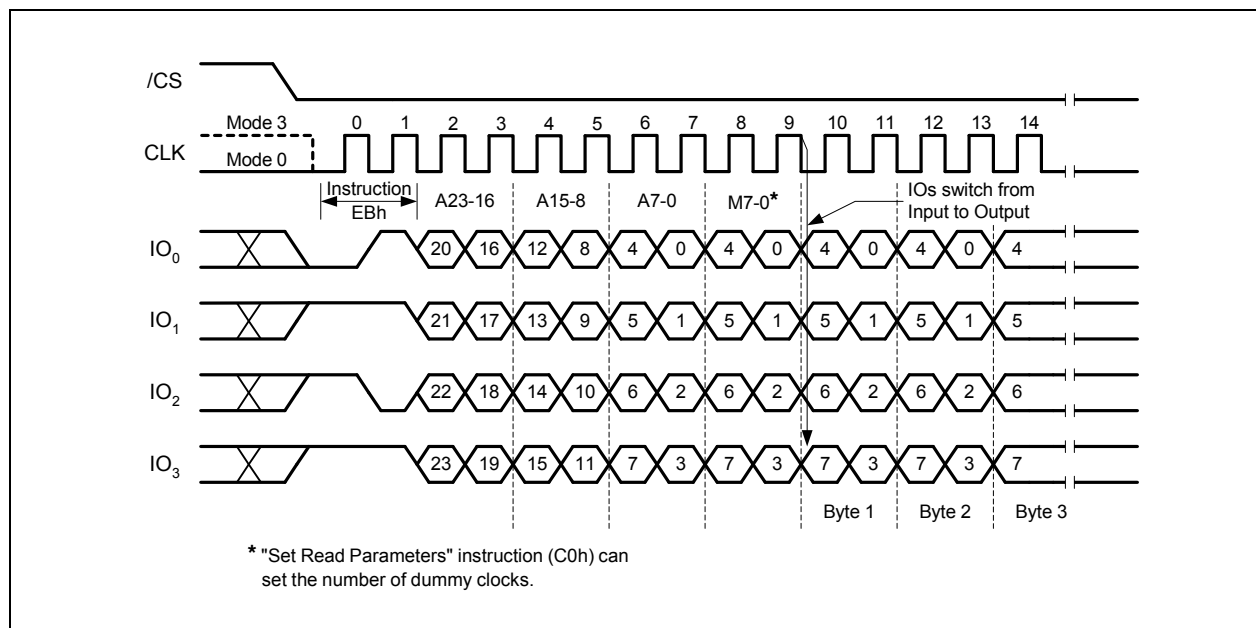 /CS
Mode 3
0 1 2 3 4 5 6 7 8 9 10 11 12 13 14
CLK
Mode 0
Instruction
EBh
A23-16 A15-8 A7-0 M7-0*
IOs switch from
Input to Output
IO0 20 16 12 8 4 0 4 0 4 0 4 0 4
IO1 21 17 13 9 5 1 5 1 5 1 5 1 5
IO2 22 18 14 10 6 2 6 2 6 2 6 2 6
IO3 23 19 15 11 7 3 7 3 7 3 7 3 7
Byte 1 Byte 2 Byte 3
* "Set Read Parameters" instruction (C0h) can
set the number of dummy clocks.